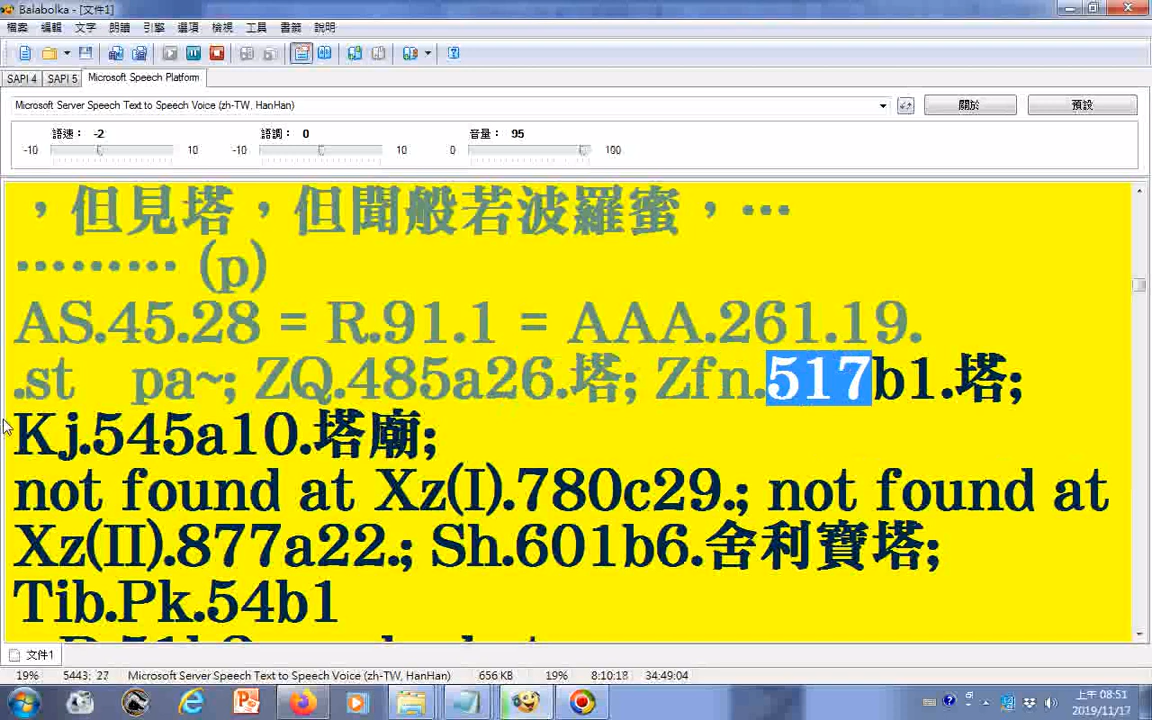 Balabolka - [文件1]
檔案 編輯 文字 朗讀 引擎 選項 檢視 工具 書籤 說明
SAPI 4 SAPI 5 Microsoft Speech Platform
Microsoft Server Speech Text to Speech Voice (zh-TW, HanHan) 關於 預設
語速： -2 語調： 0 音量： 95
-10 10 -10 10 0 100
，但見塔，但聞般若波羅蜜，…
……… (p)
AS.45.28 = R.91.1 = AAA.261.19.
.st pa~; ZQ.485a26.塔; Zfn.517b1.塔;
Kj.545a10.塔廟;
not found at Xz(I).780c29.; not found at
Xz(II).877a22.; Sh.601b6.舍利寶塔;
Tib.Pk.54b1
文件1
19% 5443: 27 Microsoft Server Speech Text to Speech Voice (zh-TW, HanHan) 656 KB 19% 8:10:18 34:49:04
上午 08:51
2019/11/17